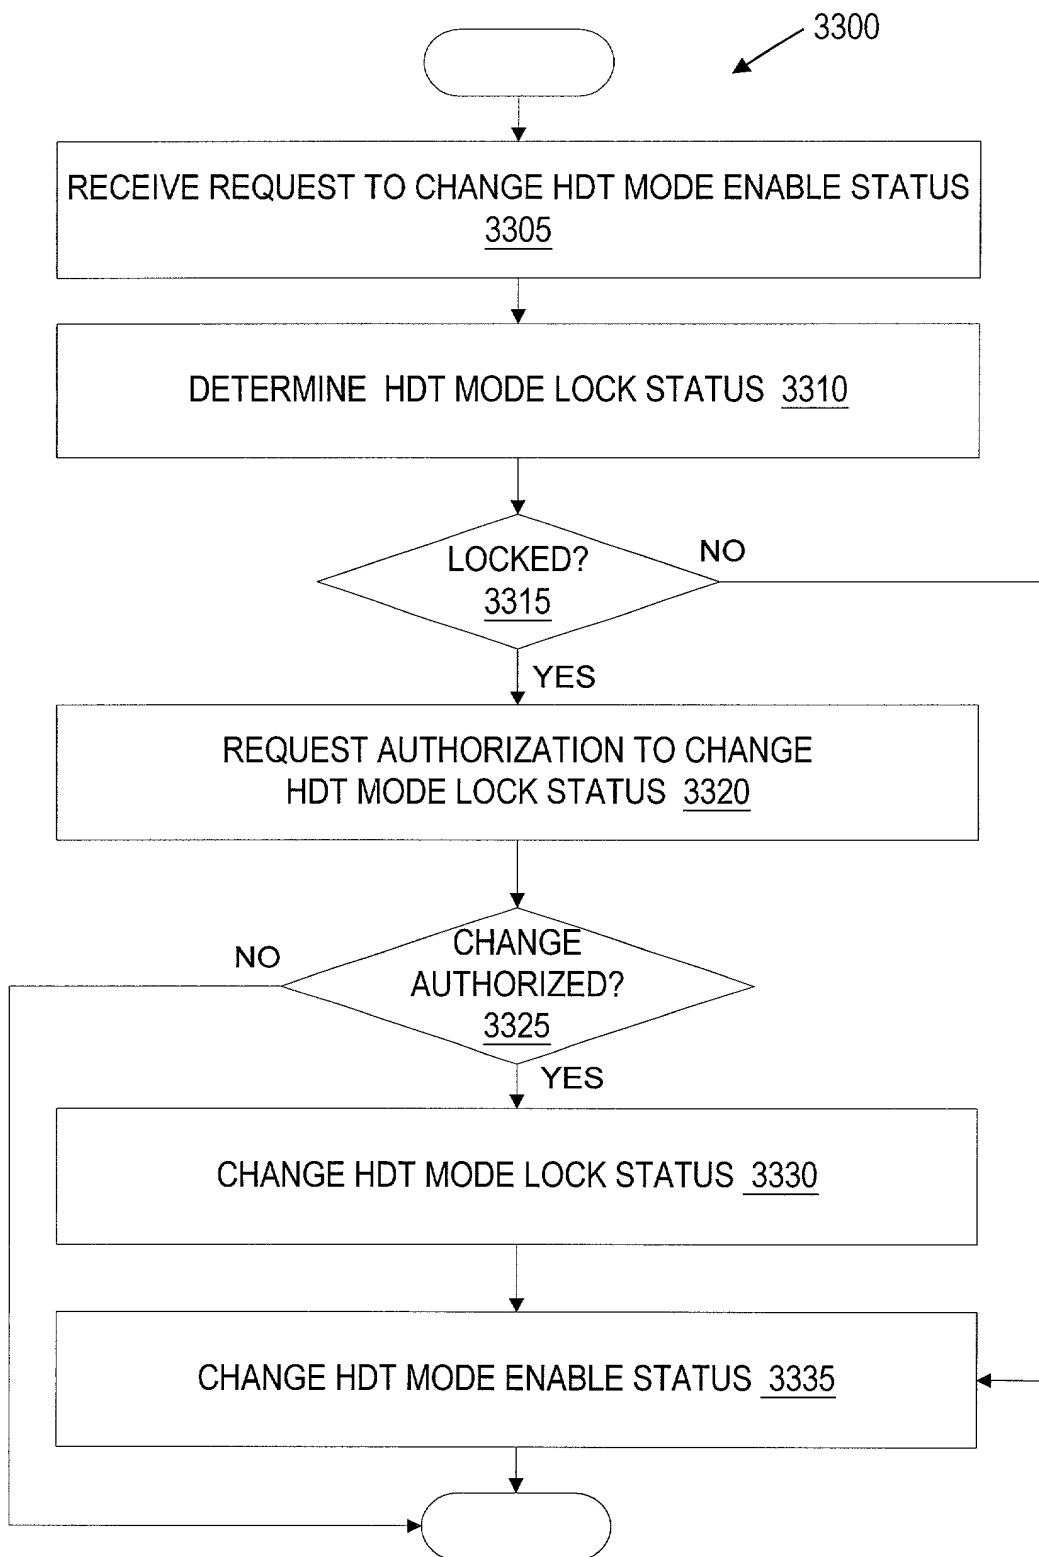 3300
RECEIVE REQUEST TO CHANGE HDT MODE ENABLE STATUS
3305
DETERMINE HDT MODE LOCK STATUS 3310
LOCKED?
3315
NO
YES
REQUEST AUTHORIZATION TO CHANGE
HDT MODE LOCK STATUS 3320
NO
CHANGE
AUTHORIZED?
3325
YES
CHANGE HDT MODE LOCK STATUS 3330
CHANGE HDT MODE ENABLE STATUS 3335